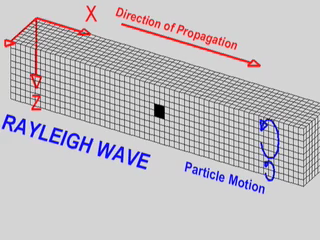 X
Direction of Propagation
Z
RAYLEIGH WAVE
Particle Motion